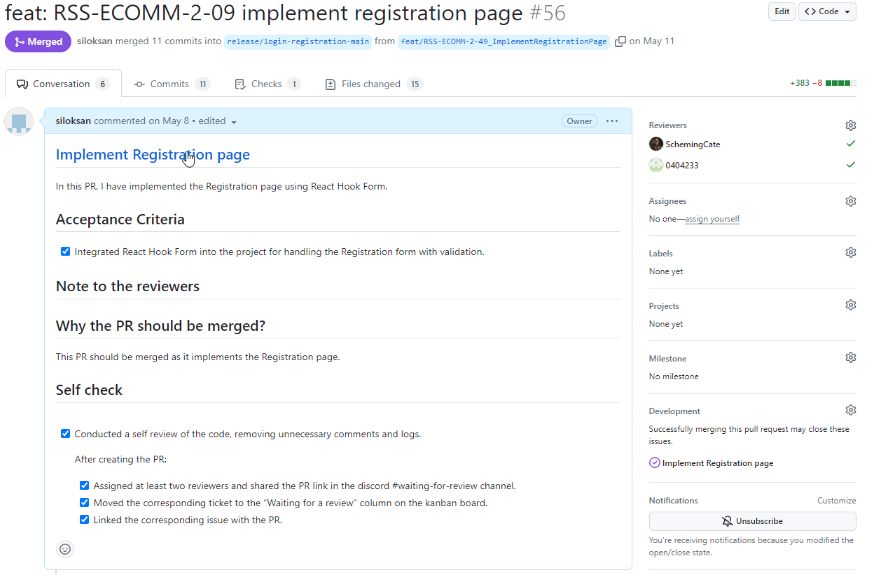 feat: RSS-ECOMM-2-09 implement registration page #56
Edit
Code
Merged
siloksan merged 11 commits into release/login-registration-main from feat/RSS-ECOMM-2-49_ImplementRegistrationPage on May 11
Conversation 6
Commits 11
Checks 1
Files changed 15
+383 −8
siloksan commented on May 8 • edited
Owner
Implement Registration page
In this PR, I have implemented the Registration page using React Hook Form.
Acceptance Criteria
Integrated React Hook Form into the project for handling the Registration form with validation.
Note to the reviewers
Why the PR should be merged?
This PR should be merged as it implements the Registration page.
Self check
Conducted a self review of the code, removing unnecessary comments and logs.
After creating the PR:
Assigned at least two reviewers and shared the PR link in the discord #waiting-for-review channel.
Moved the corresponding ticket to the “Waiting for a review” column on the kanban board.
Linked the corresponding issue with the PR.
Reviewers
SchemingCate
0404233
Assignees
No one—assign yourself
Labels
None yet
Projects
None yet
Milestone
No milestone
Development
Successfully merging this pull request may close these
issues.
Implement Registration page
Notifications
Customize
Unsubscribe
You're receiving notifications because you modified the
open/close state.